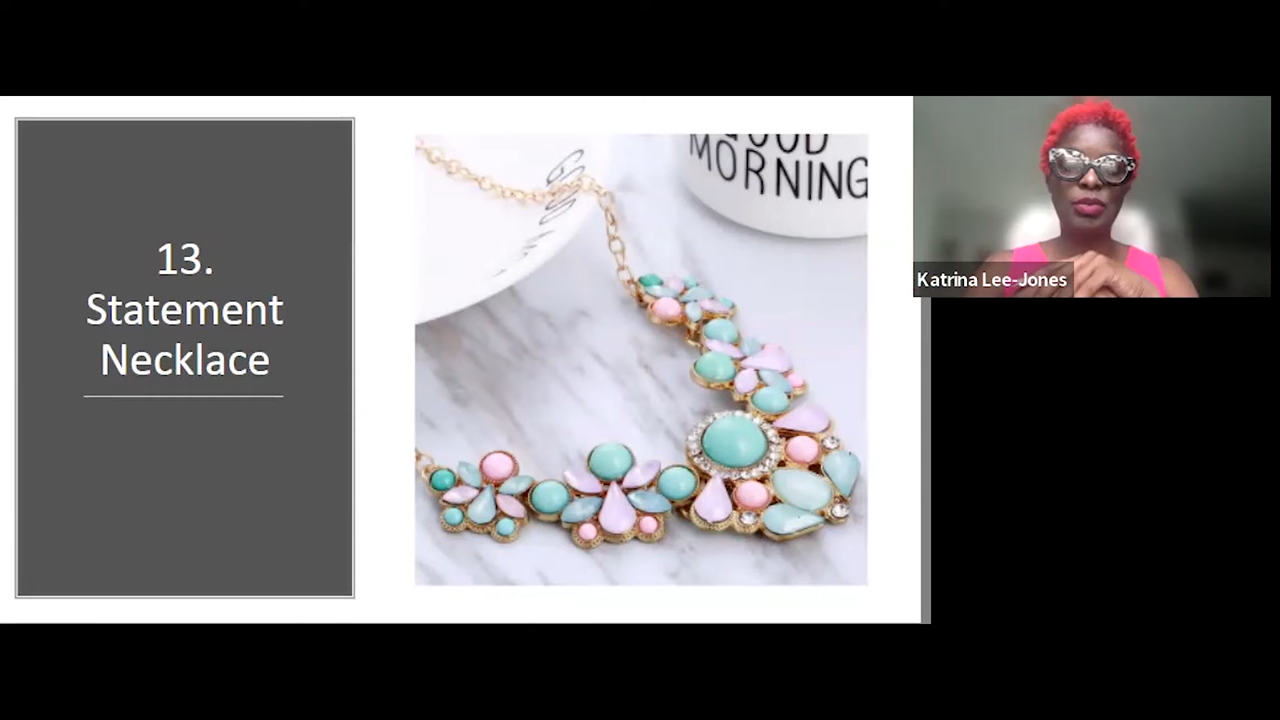 13.
Statement
Necklace
GOOD
MORNING
Katrina Lee-Jones